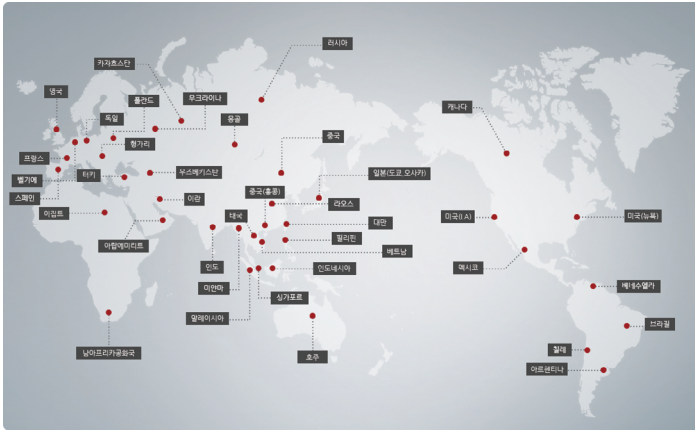 러시아
카자흐스탄
영국
폴란드
우크라이나
캐나다
독일
몽골
중국
헝가리
프랑스
벨기에
터키
우즈베키스탄
일본(도쿄,오사카)
스페인
이란
중국(홍콩)
라오스
이집트
태국
대만
미국(LA)
미국(뉴욕)
아랍에미리트
필리핀
베트남
인도
인도네시아
멕시코
미얀마
싱가포르
베네수엘라
말레이시아
브라질
남아프리카공화국
호주
칠레
아르헨티나